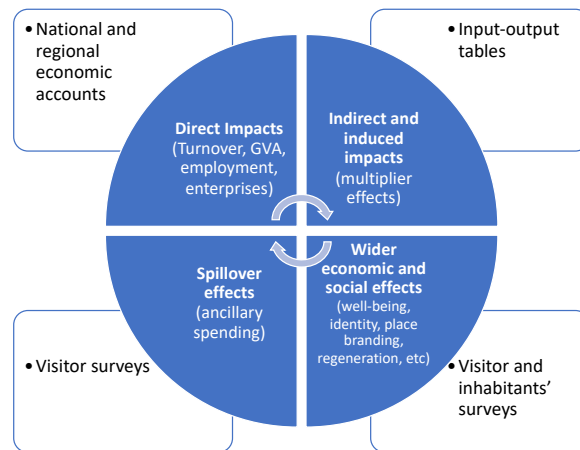 •National and
regional
economic
accounts
•Input-output
tables
Direct Impacts
(Turnover, GVA,
employment,
enterprises)
Indirect and
induced
impacts
(multiplier
effects)
Spillover
effects
(ancillary
spending)
Wider
economic and
social effects
(well-being,
identity, place
branding,
regeneration, etc)
•Visitor surveys
•Visitor and
inhabitants’
surveys